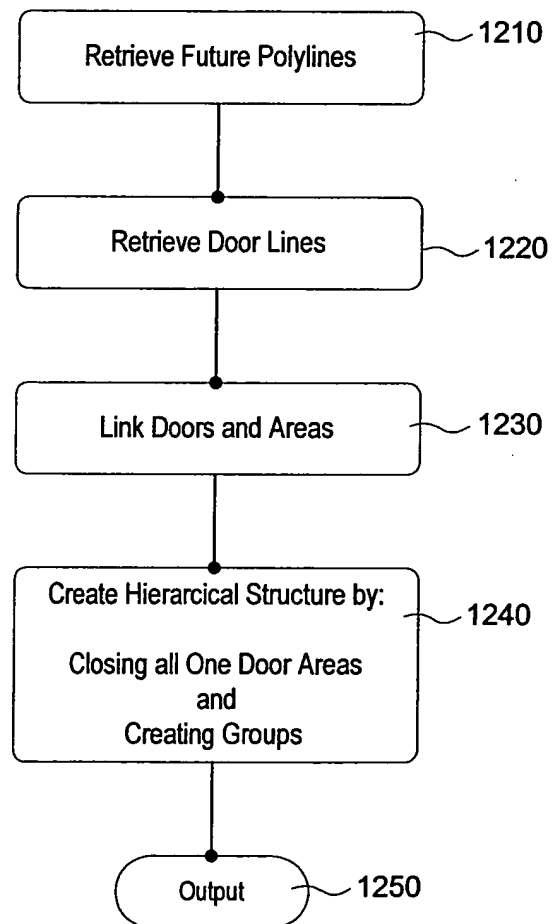 Retrieve Future Polylines
1210
Retrieve Door Lines
1220
Link Doors and Areas
1230
Create Hierarcical Structure by:
1240
Closing all One Door Areas
and
Creating Groups
Output
1250